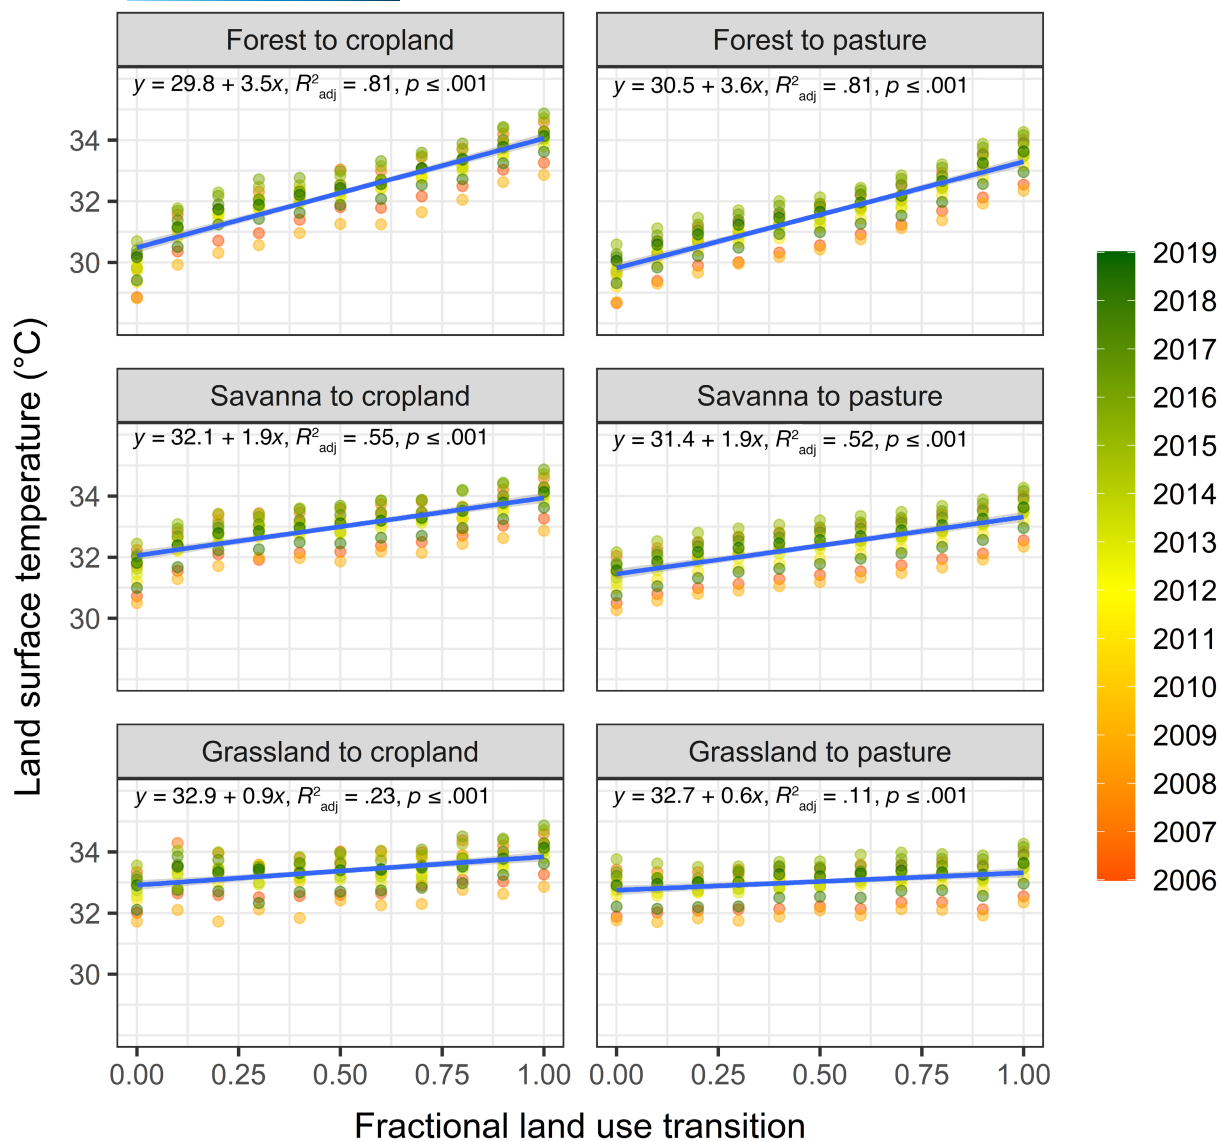 Forest to cropland
Forest to pasture
y = 29.8 + 3.5x, R²adj = .81, p ≤ .001
y = 30.5 + 3.6x, R²adj = .81, p ≤ .001
34
32
30
Savanna to cropland
Savanna to pasture
y = 32.1 + 1.9x, R²adj = .55, p ≤ .001
y = 31.4 + 1.9x, R²adj = .52, p ≤ .001
34
32
30
Grassland to cropland
Grassland to pasture
y = 32.9 + 0.9x, R²adj = .23, p ≤ .001
y = 32.7 + 0.6x, R²adj = .11, p ≤ .001
34
32
30
0.00 0.25 0.50 0.75 1.00
0.00 0.25 0.50 0.75 1.00
Fractional land use transition
Land surface temperature (°C)
2019
2018
2017
2016
2015
2014
2013
2012
2011
2010
2009
2008
2007
2006